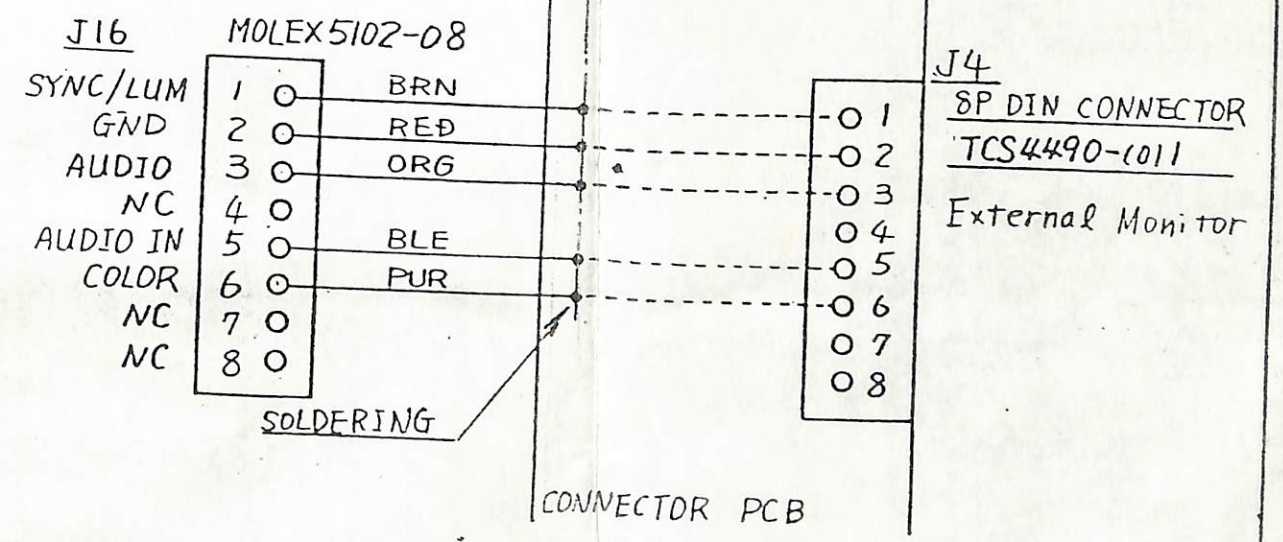 J16 MOLEX 5102-08
SYNC/LUM 1 BRN
GND 2 RED
AUDIO 3 ORG
NC 4
AUDIO IN 5 BLE
COLOR 6 PUR
NC 7
NC 8
SOLDERING
CONNECTOR PCB
J4
8P DIN CONNECTOR
TCS4490-1011
External Monitor
1
2
3
4
5
6
7
8